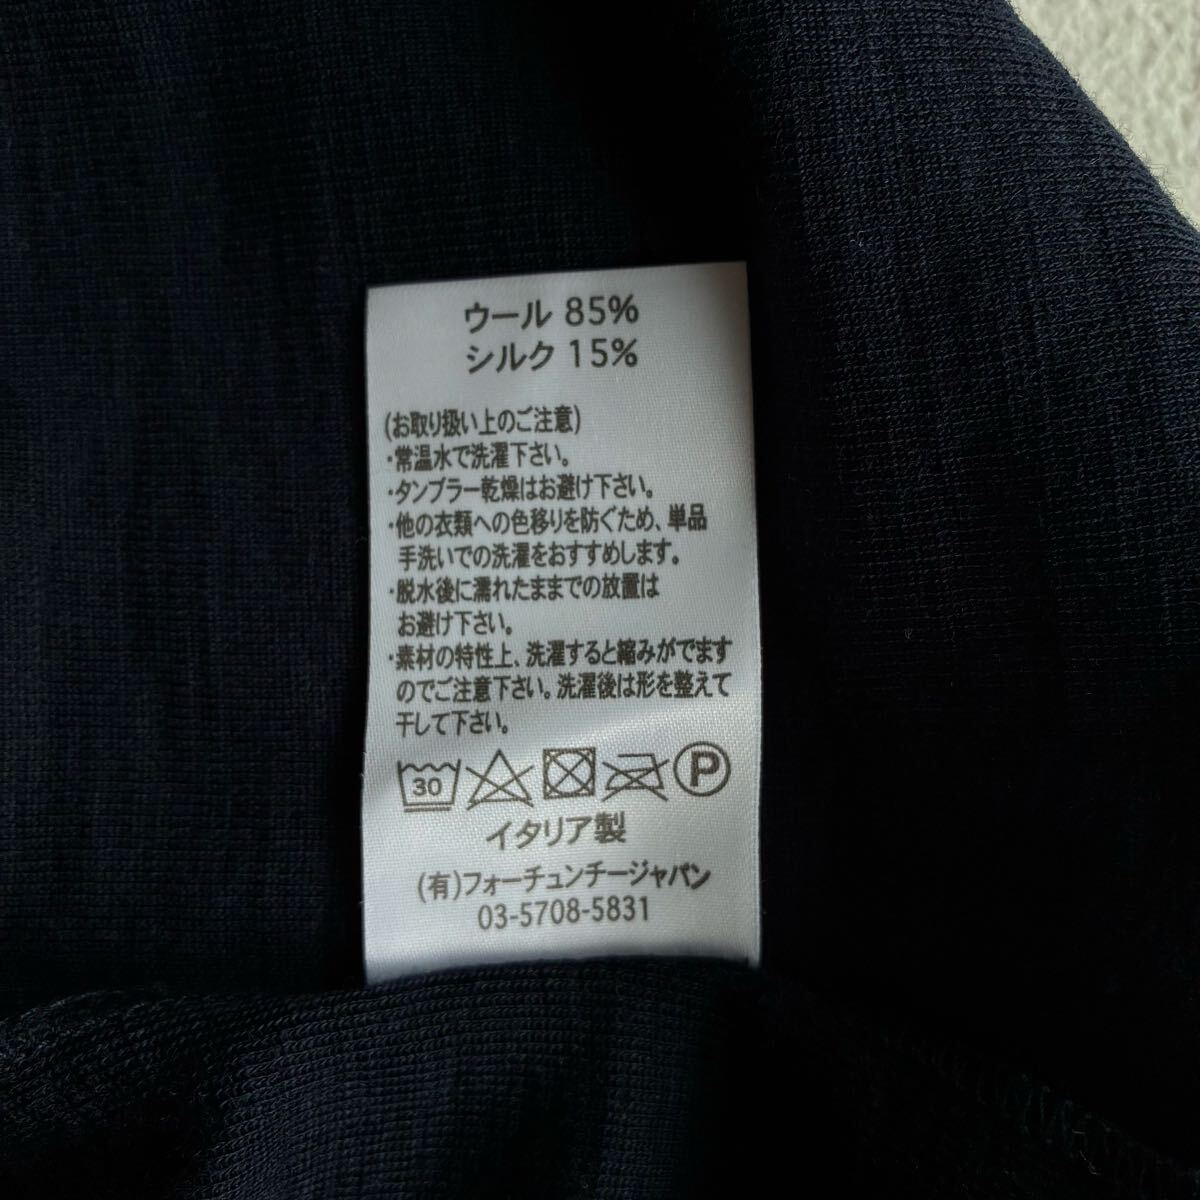 ウール 85%
シルク 15%
(お取り扱い上のご注意)
・常温水で洗濯下さい。
・タンブラー乾燥はお避け下さい。
・他の衣類への色移りを防ぐため、単品
手洗いでの洗濯をおすすめします。
・脱水後に濡れたままでの放置は
お避け下さい。
・素材の特性上、洗濯すると縮みがでます
のでご注意下さい。洗濯後は形を整えて
干して下さい。
30 P
イタリア製
(有)フォーチュンチージャパン
03-5708-5831